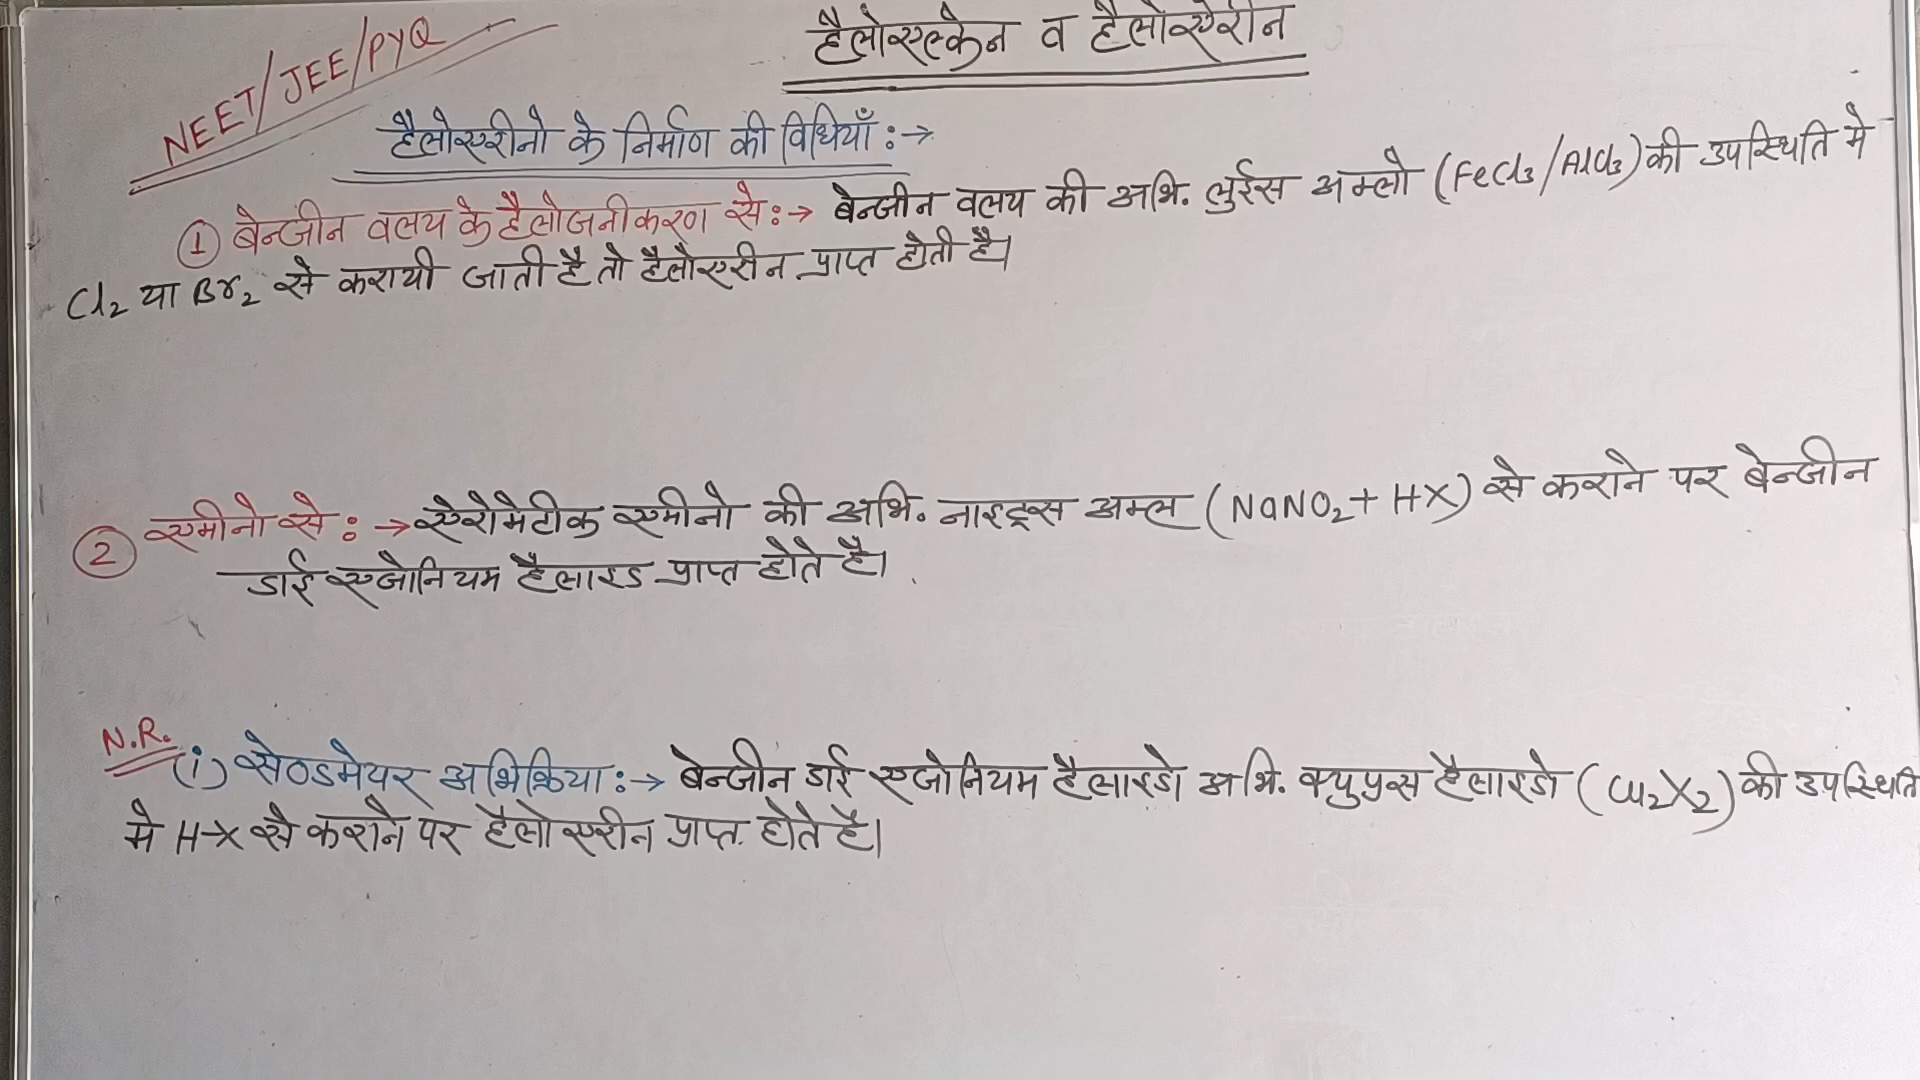 हैलोएल्केन व हैलोएरीन
NEET/JEE/PYQ
हैलोएरीनो के निर्माण की विधियाँ :→
① बेन्जीन वलय के हैलोजनीकरण से :→ बेन्जीन वलय की अभि. लुईस अम्लो (FeCl₃/AlCl₃) की उपस्थिति मे
Cl₂ या Br₂ से करायी जाती है तो हैलोएरीन प्राप्त होती है।
② एमीनो से : → ऐरोमेटीक एमीनो की अभि. नाइट्रस अम्ल (NaNO₂ + HX) से कराने पर बेन्जीन
डाई एजोनियम हैलाइड प्राप्त होते है।
N.R.
(i) सेण्डमेयर अभिक्रिया :→ बेन्जीन डाई एजोनियम हैलाइडो अभि. क्युप्रस हैलाइडो (Cu₂X₂) की उपस्थिति
मे H-X से कराने पर हैलोएरीन प्राप्त होते है।